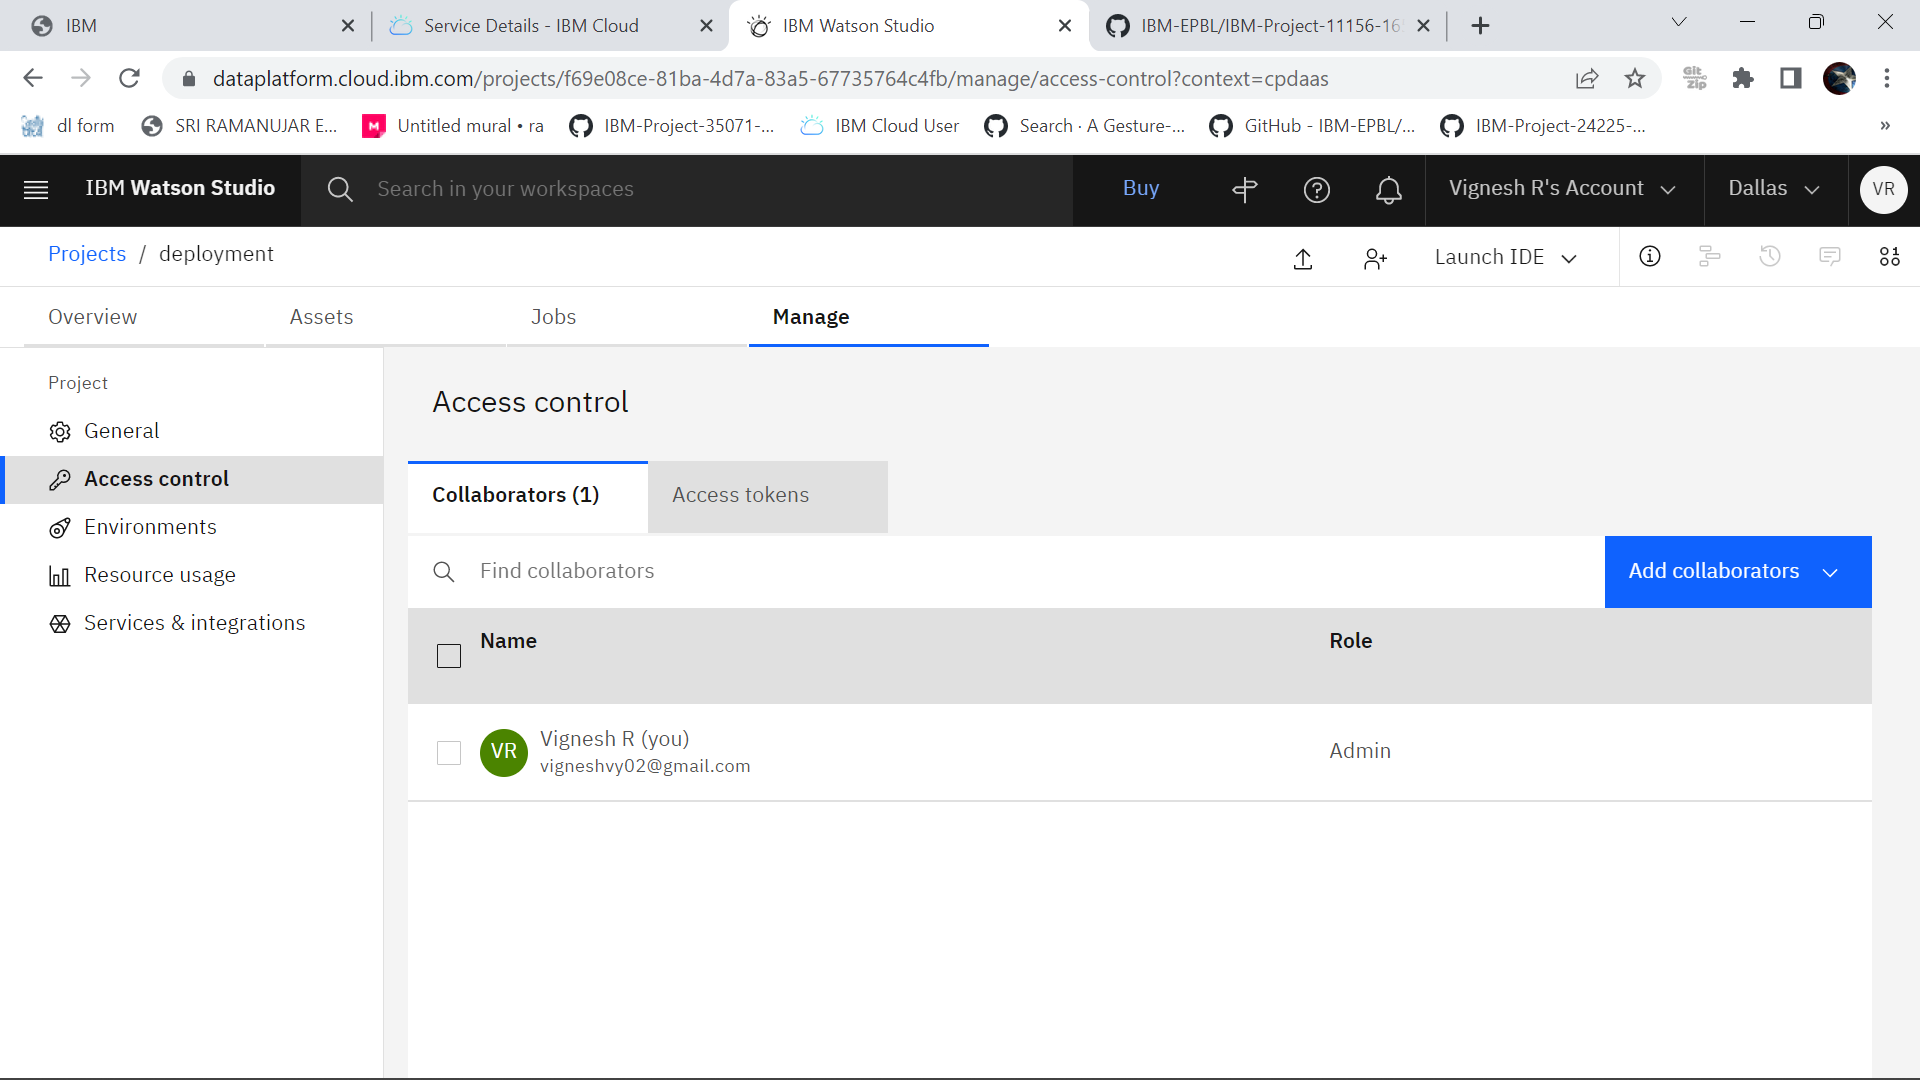 IBM
Service Details - IBM Cloud
IBM Watson Studio
IBM-EPBL/IBM-Project-11156-16
dataplatform.cloud.ibm.com/projects/f69e08ce-81ba-4d7a-83a5-67735764c4fb/manage/access-control?context=cpdaas
Git Zip
dl form
SRI RAMANUJAR E...
M
Untitled mural • ra
IBM-Project-35071-...
IBM Cloud User
Search · A Gesture-...
GitHub - IBM-EPBL/...
IBM-Project-24225-...
»
IBM Watson Studio
Search in your workspaces
Buy
Vignesh R's Account
Dallas
VR
Projects / deployment
Launch IDE
Overview
Assets
Jobs
Manage
Project
General
Access control
Environments
Resource usage
Services & integrations
Access control
Collaborators (1)
Access tokens
Find collaborators
Add collaborators
Name
Role
VR
Vignesh R (you)
vigneshvy02@gmail.com
Admin